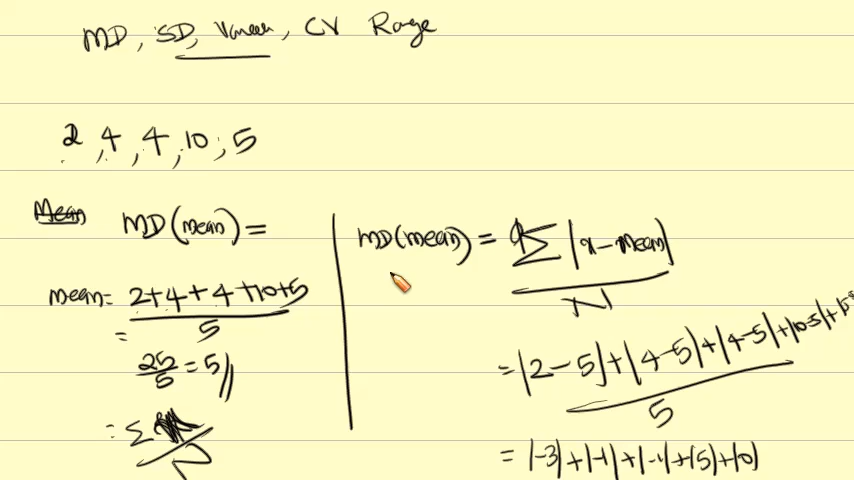 MD, SD, Varian, CV Range
2, 4, 4, 10, 5
Mean MD (mean) =
mean = 2+4+4+10+5 / 5
=
25/5 = 5//
= Σ / N
MD (mean) = Σ |x - mean| / N
= |2-5| + |4-5| + |4-5| + |10-5| + |5- / 5
= |-3| + |-1| + |-1| + |5| + |0|